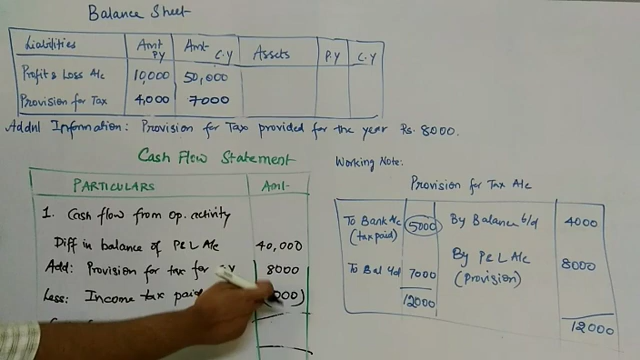 Balance Sheet
Liabilities Amt P.Y Amt C.Y Assets P.Y C.Y
Profit & Loss A/c 10,000 50,000
Provision for Tax 4,000 7000
Addnl Information: Provision for Tax provided for the year Rs. 8000.
Cash Flow Statement
PARTICULARS Amt
1. Cash flow from op. activity
Diff in balance of P&L A/c 40,000
Add: Provision for tax for C.Y 8000
Less: Income tax paid
Working Note:
Provision for Tax A/c
To Bank A/c 5000 By Balance b/d 4000
(tax paid)
By P&L A/c 8000
(Provision)
To Bal c/d 7000
12000 12000